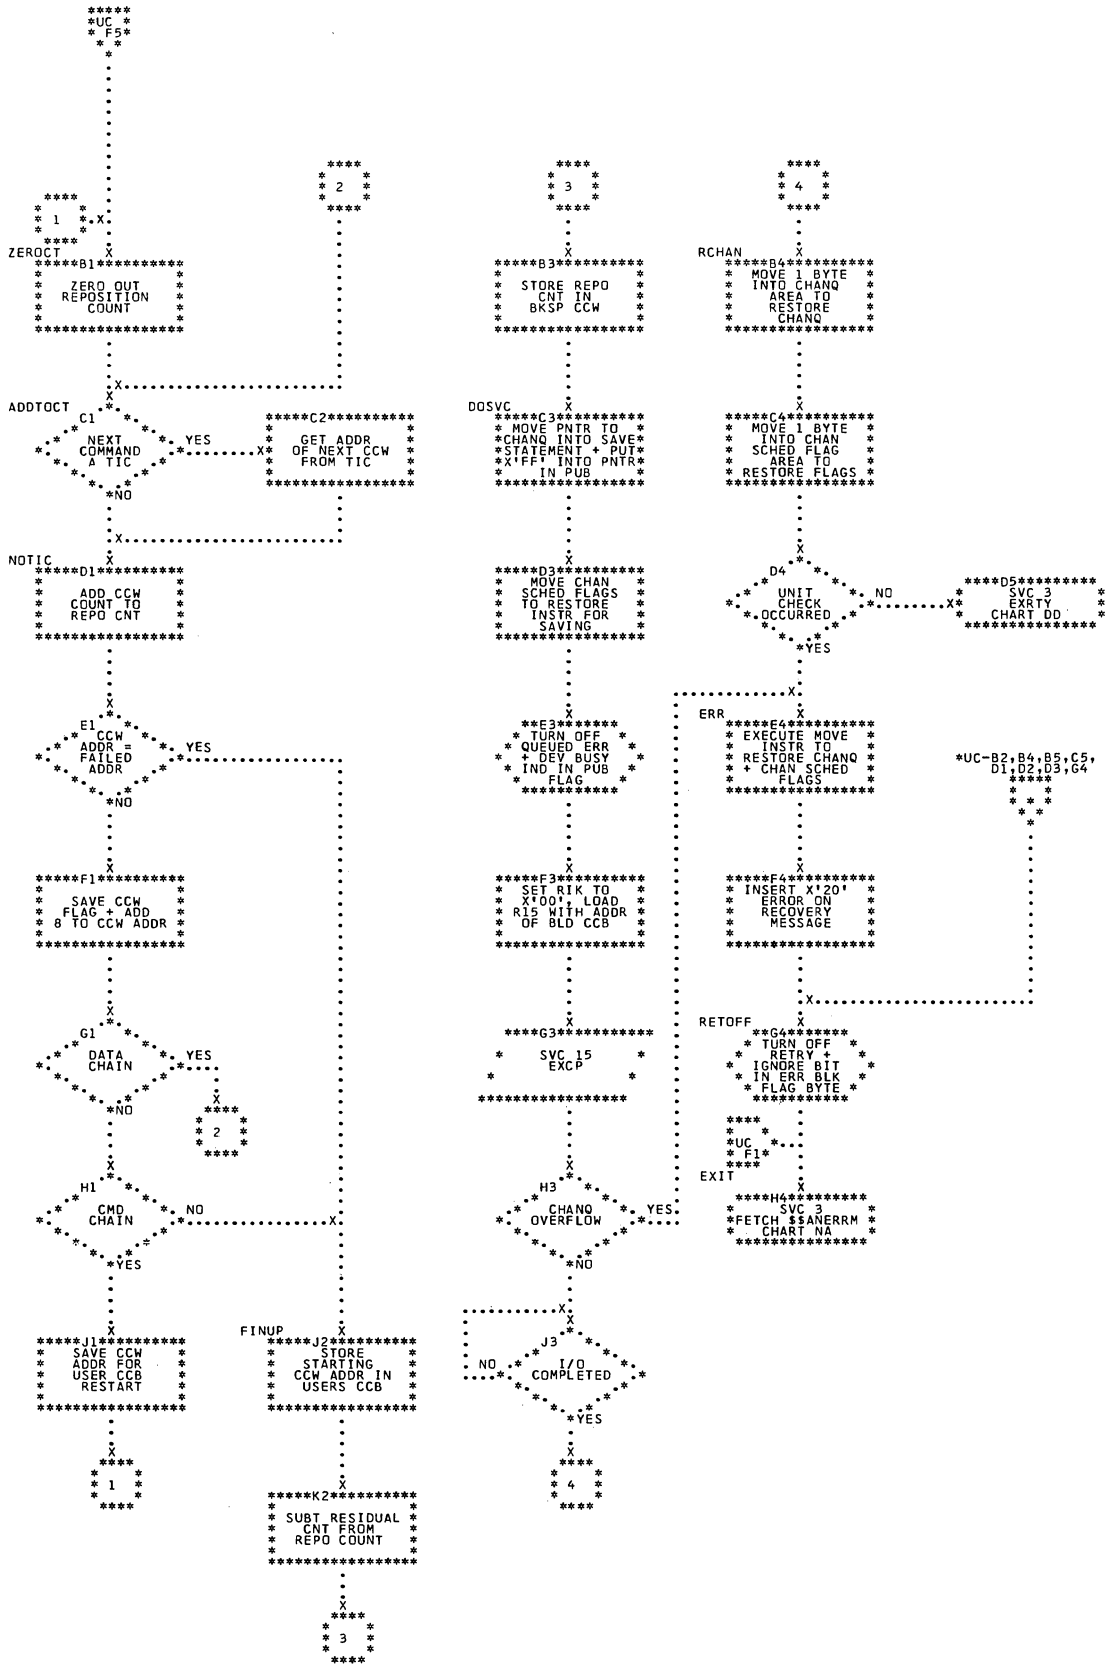 UC
F5
1
ZEROCT
B1
ZERO OUT
REPOSITION
COUNT
ADDTOCT
C1
NEXT
COMMAND
A TIC
YES
NO
NOTIC
D1
ADD CCW
COUNT TO
REPO CNT
E1
CCW
ADDR =
FAILED
ADDR
YES
NO
F1
SAVE CCW
FLAG + ADD
8 TO CCW ADDR
G1
DATA
CHAIN
YES
NO
2
H1
CMD
CHAIN
NO
YES
J1
SAVE CCW
ADDR FOR
USER CCB
RESTART
1
2
C2
GET ADDR
OF NEXT CCW
FROM TIC
FINUP
J2
STORE
STARTING
CCW ADDR IN
USERS CCB
K2
SUBT RESIDUAL
CNT FROM
REPO COUNT
3
3
B3
STORE REPO
CNT IN
BKSP CCW
DOSVC
C3
MOVE PNTR TO
CHANQ INTO SAVE
STATEMENT + PUT
X'FF' INTO PNTR
IN PUB
D3
MOVE CHAN
SCHED FLAGS
TO RESTORE
INSTR FOR
SAVING
E3
TURN OFF
QUEUED ERR
+ DEV BUSY
IND IN PUB
FLAG
F3
SET RIK TO
X'00', LOAD
R15 WITH ADDR
OF BLD CCB
G3
SVC 15
EXCP
H3
CHANQ
OVERFLOW
YES
NO
J3
I/O
COMPLETED
NO
YES
4
4
RCHAN
B4
MOVE 1 BYTE
INTO CHANQ
AREA TO
RESTORE
CHANQ
C4
MOVE 1 BYTE
INTO CHAN
SCHED FLAG
AREA TO
RESTORE FLAGS
D4
UNIT
CHECK
OCCURRED
NO
YES
D5
SVC 3
EXRTY
CHART DD
ERR
E4
EXECUTE MOVE
INSTR TO
RESTORE CHANQ
+ CHAN SCHED
FLAGS
*UC-B2,B4,B5,C5,
D1,D2,D3,G4
F4
INSERT X'20'
ERROR ON
RECOVERY
MESSAGE
RETOFF
G4
TURN OFF
RETRY +
IGNORE BIT
IN ERR BLK
FLAG BYTE
UC
F1
EXIT
H4
SVC 3
FETCH $$ANERRM
CHART NA